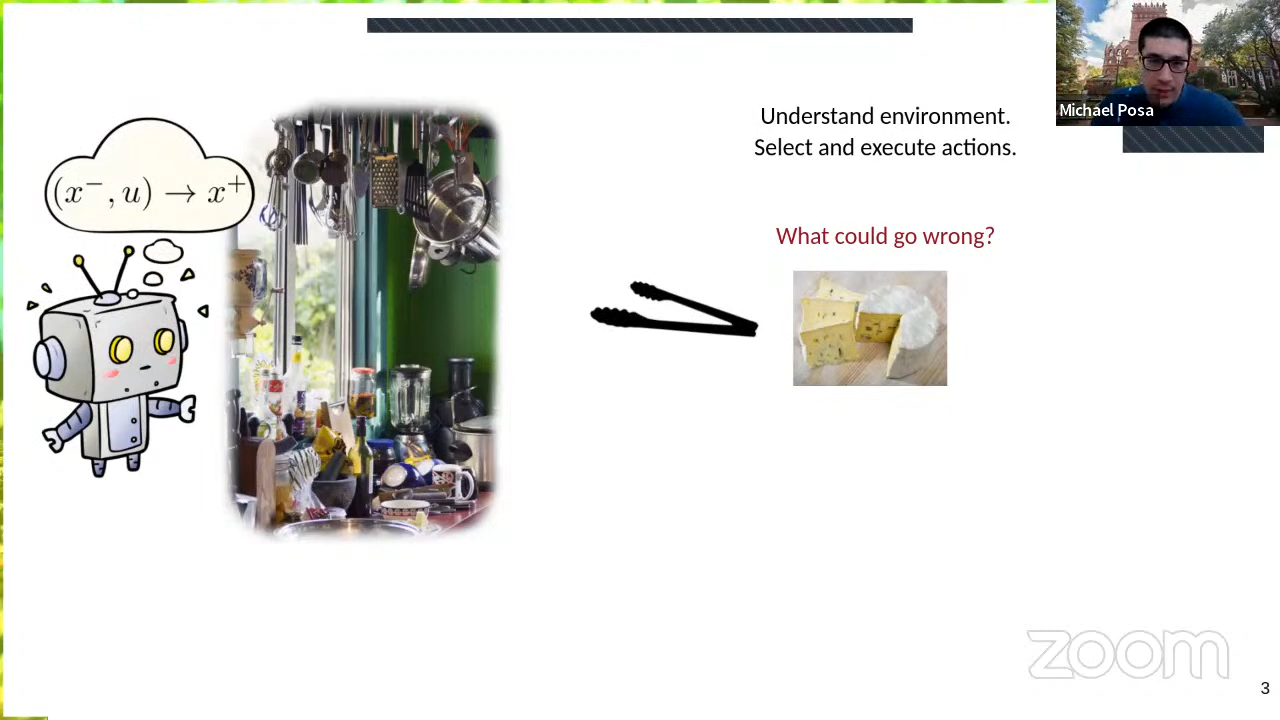 Understand environment.
Select and execute actions.
Michael Posa
(x⁻, u) → x⁺
What could go wrong?
zoom
3